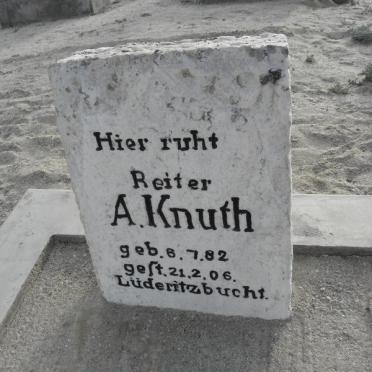 Hier ruht
Reiter
A. Knuth
geb. 6. 7. 82
gest. 21. 2. 06.
Lüderitzbucht.